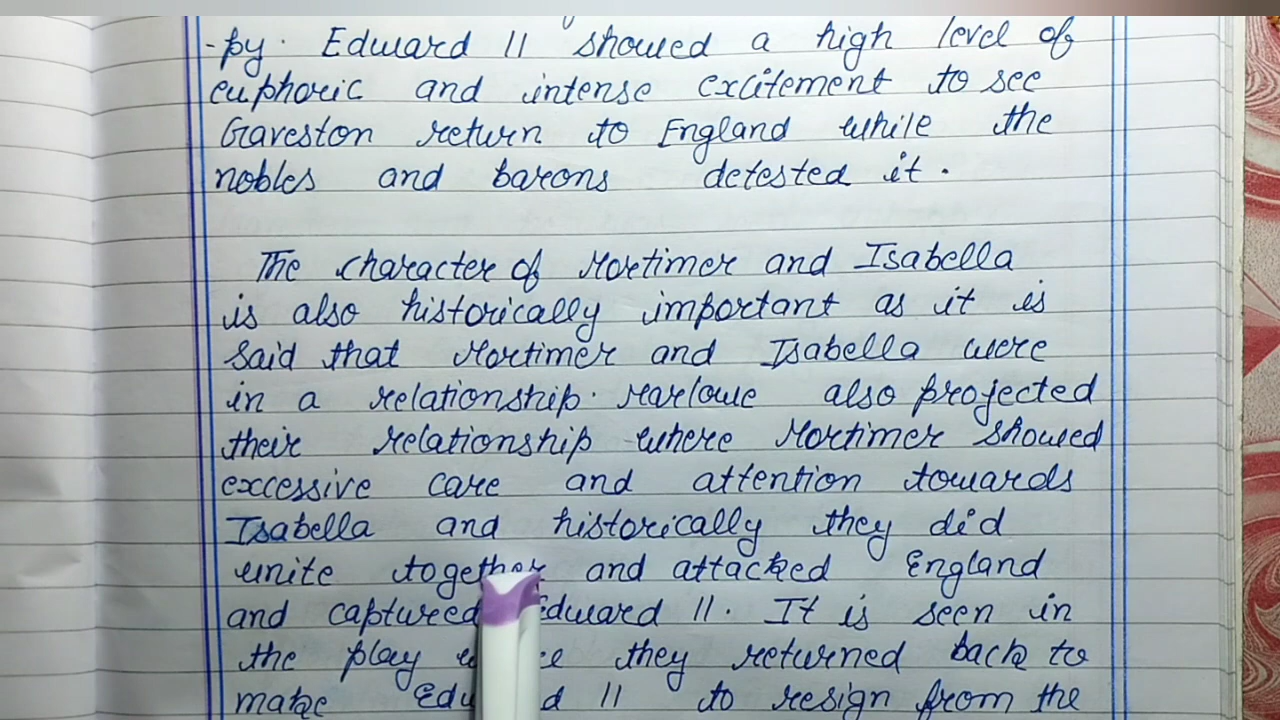 -py. Edward II showed a high level of
euphoric and intense excitement to see
Gaveston return to England while the
nobles and barons detested it.
The character of Mortimer and Isabella
is also historically important as it is
said that Mortimer and Isabella were
in a relationship. Marlowe also projected
their relationship where Mortimer showed
excessive care and attention towards
Isabella and historically they did
unite together and attacked England
and captured Edward II. It is seen in
the play they returned back to
make Edward II to resign from the